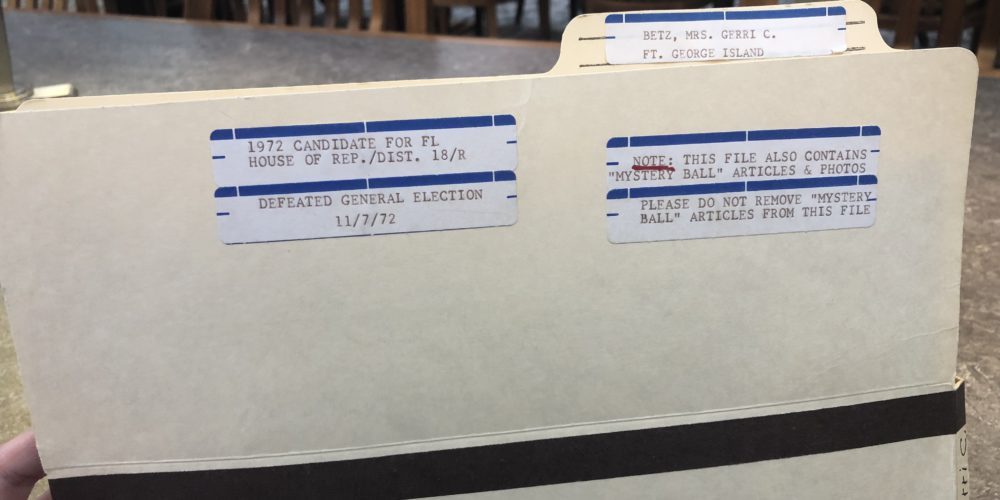 BETZ, MRS. GERRI C.
FT. GEORGE ISLAND
1972 CANDIDATE FOR FL
HOUSE OF REP./DIST. 18/R
DEFEATED GENERAL ELECTION
11/7/72
NOTE: THIS FILE ALSO CONTAINS
"MYSTERY BALL" ARTICLES & PHOTOS
PLEASE DO NOT REMOVE "MYSTERY
BALL" ARTICLES FROM THIS FILE